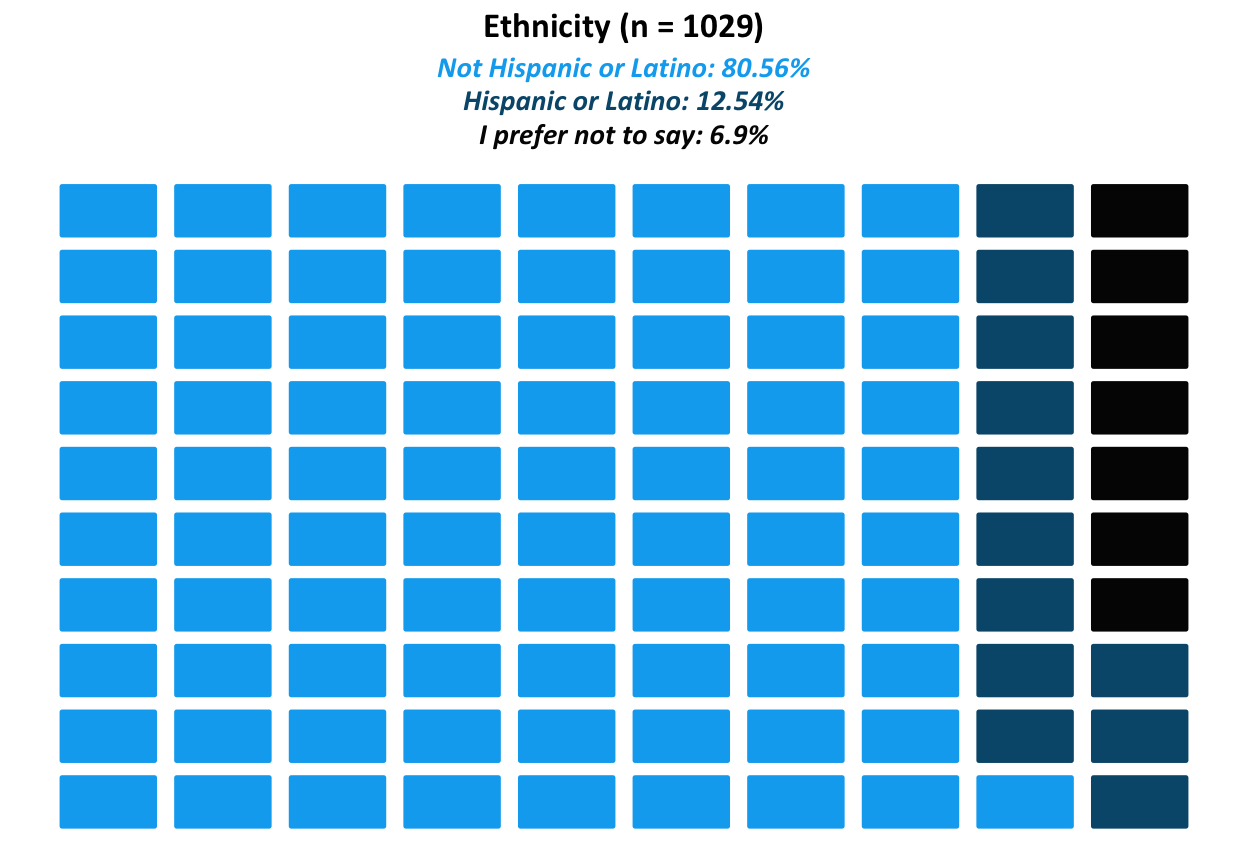 Ethnicity (n = 1029)
Not Hispanic or Latino: 80.56%
Hispanic or Latino: 12.54%
I prefer not to say: 6.9%